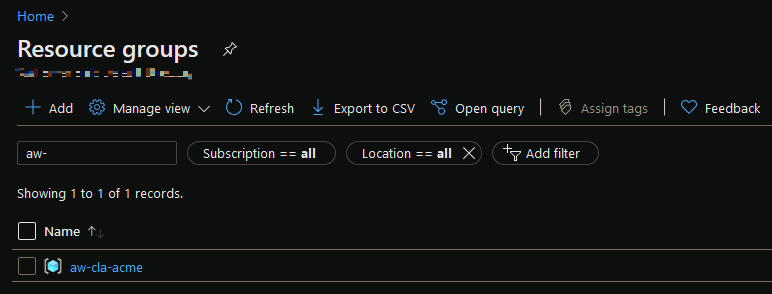 Home >
Resource groups
Add Manage view Refresh Export to CSV Open query Assign tags Feedback
aw- Subscription == all Location == all Add filter
Showing 1 to 1 of 1 records.
Name ↑↓
aw-cla-acme